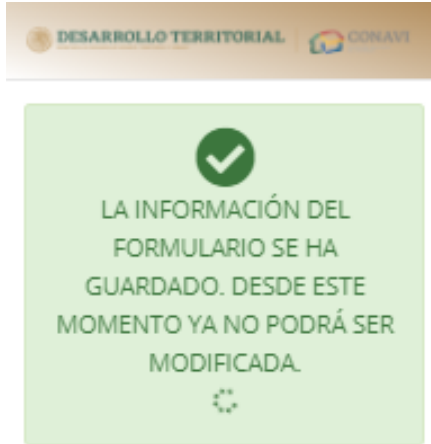 DESARROLLO TERRITORIAL CONAVI
LA INFORMACIÓN DEL
FORMULARIO SE HA
GUARDADO. DESDE ESTE
MOMENTO YA NO PODRÁ SER
MODIFICADA.